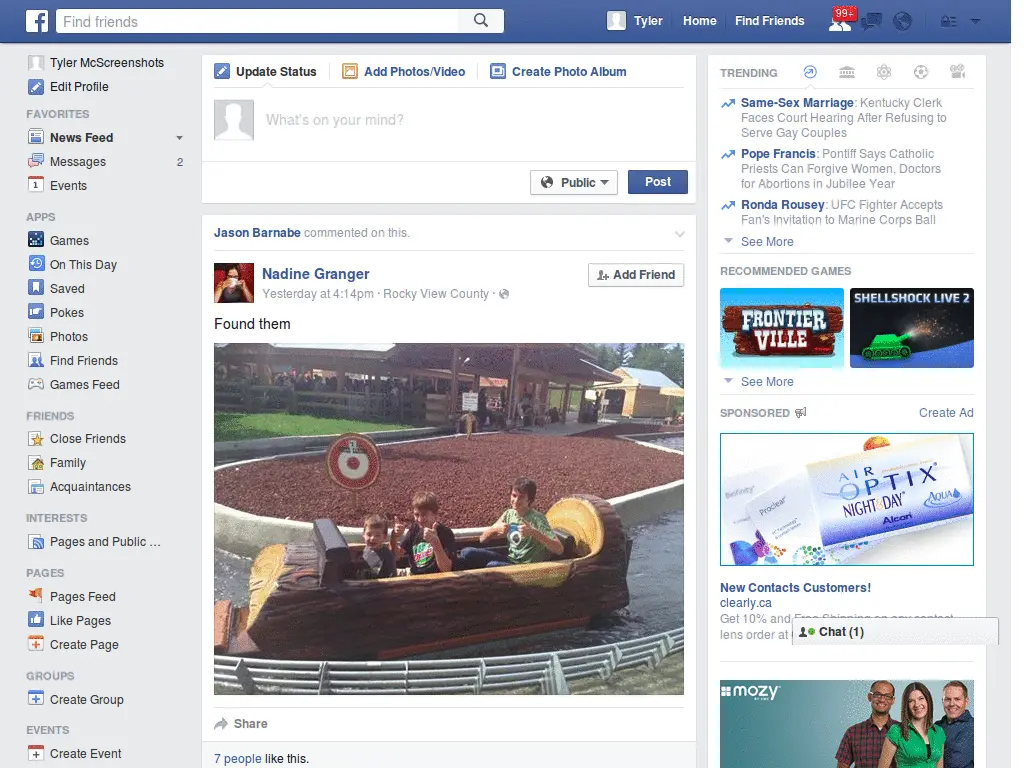 Find friends
Tyler
Home
Find Friends
99+
Tyler McScreenshots
Edit Profile
FAVORITES
News Feed
Messages 2
Events
APPS
Games
On This Day
Saved
Pokes
Photos
Find Friends
Games Feed
FRIENDS
Close Friends
Family
Acquaintances
INTERESTS
Pages and Public ...
PAGES
Pages Feed
Like Pages
Create Page
GROUPS
Create Group
EVENTS
Create Event
Update Status
Add Photos/Video
Create Photo Album
What's on your mind?
Public
Post
Jason Barnabe commented on this.
Nadine Granger
Add Friend
Yesterday at 4:14pm · Rocky View County ·
Found them
Share
7 people like this.
TRENDING
Same-Sex Marriage: Kentucky Clerk
Faces Court Hearing After Refusing to
Serve Gay Couples
Pope Francis: Pontiff Says Catholic
Priests Can Forgive Women, Doctors
for Abortions in Jubilee Year
Ronda Rousey: UFC Fighter Accepts
Fan's Invitation to Marine Corps Ball
See More
RECOMMENDED GAMES
FRONTIER
VILLE
SHELLSHOCK LIVE 2
See More
SPONSORED
Create Ad
Biofinity
Proclear
AIR
OPTIX
NIGHT&DAY
AQUA
Alcon
New Contacts Customers!
clearly.ca
Get 10% and Free Shipping on any contact
lens order at
Chat (1)
mozy